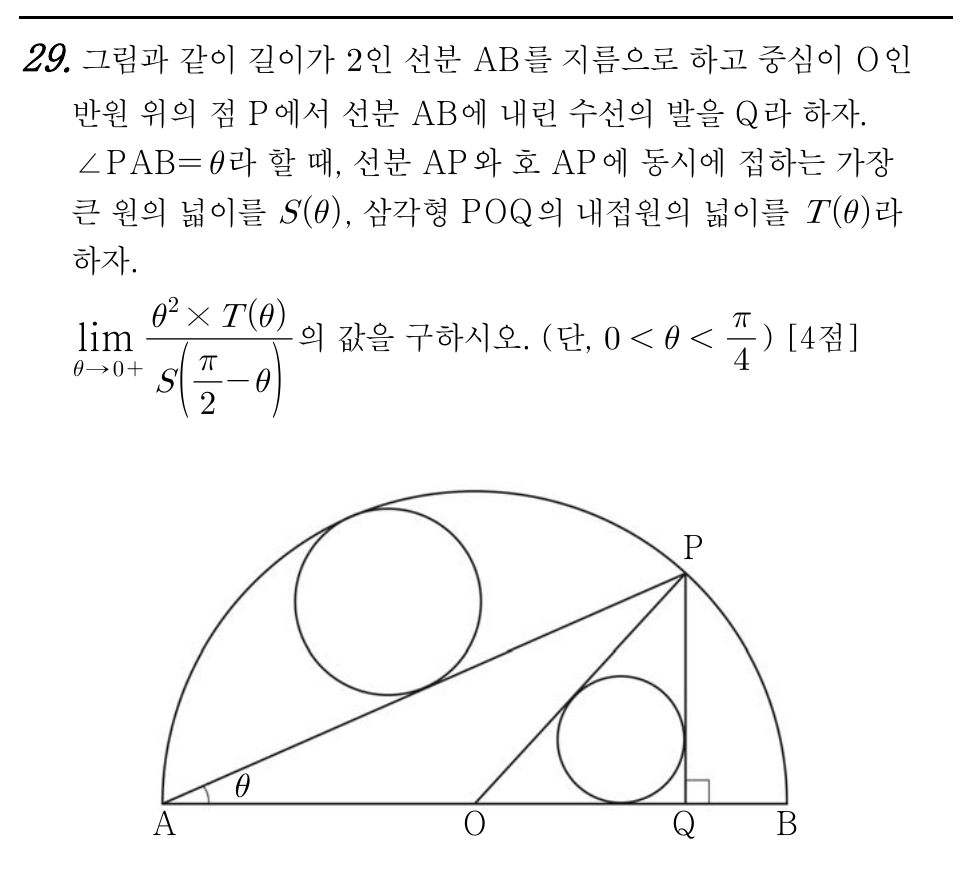 29. 그림과 같이 길이가 2인 선분 AB를 지름으로 하고 중심이 O인
반원 위의 점 P에서 선분 AB에 내린 수선의 발을 Q라 하자.
∠PAB=θ라 할 때, 선분 AP와 호 AP에 동시에 접하는 가장
큰 원의 넓이를 S(θ), 삼각형 POQ의 내접원의 넓이를 T(θ)라
하자.
lim θ→0+ θ² × T(θ) / S(π/2 − θ) 의 값을 구하시오. (단, 0 < θ < π/4) [4점]
P
θ
A O Q B